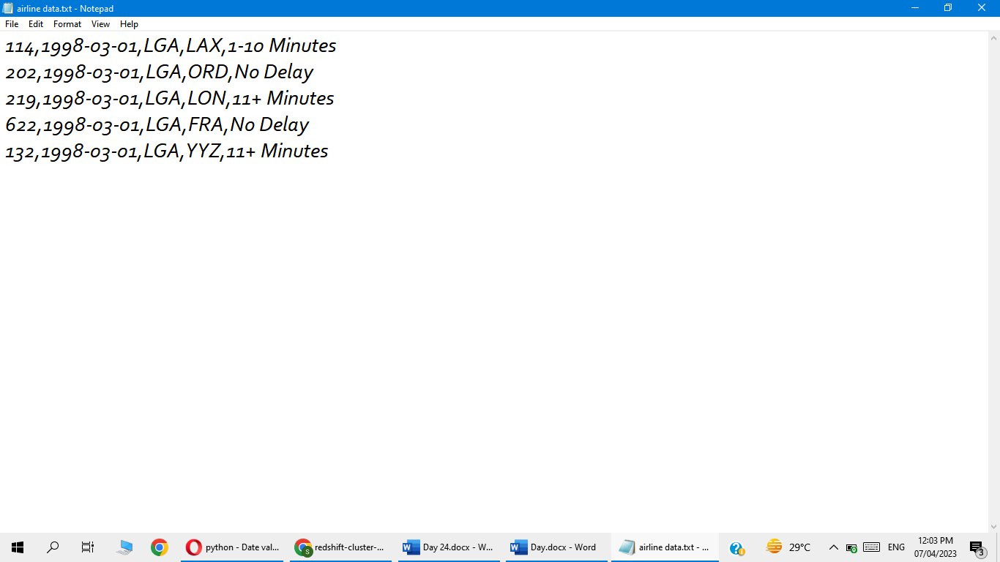 airline data.txt - Notepad
File Edit Format View Help
114,1998-03-01,LGA,LAX,1-10 Minutes
202,1998-03-01,LGA,ORD,No Delay
219,1998-03-01,LGA,LON,11+ Minutes
622,1998-03-01,LGA,FRA,No Delay
132,1998-03-01,LGA,YYZ,11+ Minutes
python - Date val... redshift-cluster-... Day 24.docx - W... Day.docx - Word airline data.txt - ... 29°C ENG 12:03 PM
07/04/2023 3